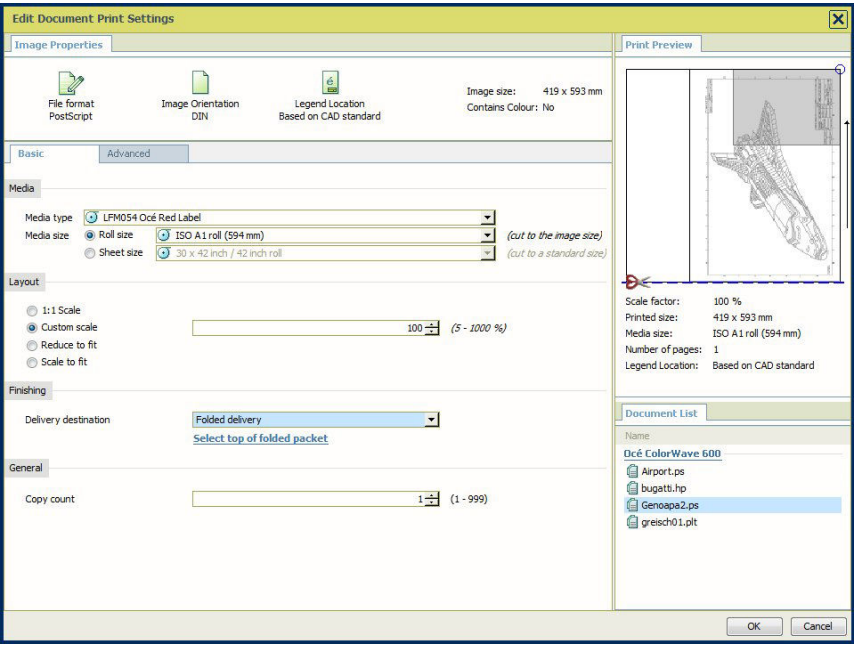 Edit Document Print Settings
Image Properties
File format
PostScript
Image Orientation
DIN
é
Legend Location
Based on CAD standard
Image size: 419 x 593 mm
Contains Colour: No
Basic
Advanced
Media
Media type LFM054 Océ Red Label
Media size Roll size ISO A1 roll (594 mm) (cut to the image size)
Sheet size 30 x 42 inch / 42 inch roll (cut to a standard size)
Layout
1:1 Scale
Custom scale 100 (5 - 1000 %)
Reduce to fit
Scale to fit
Finishing
Delivery destination Folded delivery
Select top of folded packet
General
Copy count 1 (1 - 999)
Print Preview
Scale factor: 100 %
Printed size: 419 x 593 mm
Media size: ISO A1 roll (594 mm)
Number of pages: 1
Legend Location: Based on CAD standard
Document List
Name
Océ ColorWave 600
Airport.ps
bugatti.hp
Genoapa2.ps
greisch01.plt
OK
Cancel